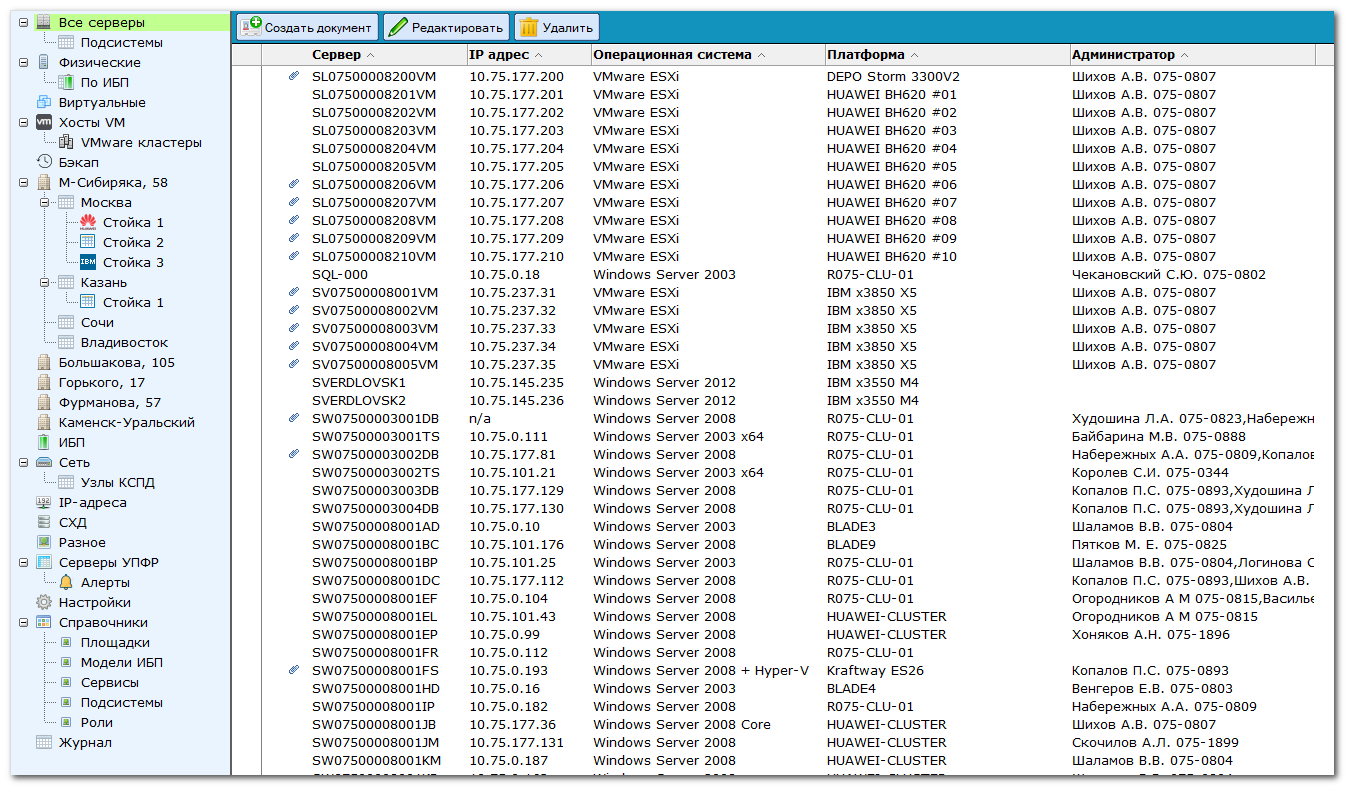 Все серверы
Подсистемы
Физические
По ИБП
Виртуальные
vm Хосты VM
VMware кластеры
Бэкап
М-Сибиряка, 58
Москва
HUAWEI Стойка 1
Стойка 2
IBM Стойка 3
Казань
Стойка 1
Сочи
Владивосток
Большакова, 105
Горького, 17
Фурманова, 57
Каменск-Уральский
ИБП
Сеть
Узлы КСПД
192 IP-адреса
СХД
Разное
Серверы УПФР
Алерты
Настройки
Справочники
Площадки
Модели ИБП
Сервисы
Подсистемы
Роли
Журнал
Создать документ Редактировать Удалить
Сервер IP адрес Операционная система Платформа Администратор
SL07500008200VM 10.75.177.200 VMware ESXi DEPO Storm 3300V2 Шихов А.В. 075-0807
SL07500008201VM 10.75.177.201 VMware ESXi HUAWEI BH620 #01 Шихов А.В. 075-0807
SL07500008202VM 10.75.177.202 VMware ESXi HUAWEI BH620 #02 Шихов А.В. 075-0807
SL07500008203VM 10.75.177.203 VMware ESXi HUAWEI BH620 #03 Шихов А.В. 075-0807
SL07500008204VM 10.75.177.204 VMware ESXi HUAWEI BH620 #04 Шихов А.В. 075-0807
SL07500008205VM 10.75.177.205 VMware ESXi HUAWEI BH620 #05 Шихов А.В. 075-0807
SL07500008206VM 10.75.177.206 VMware ESXi HUAWEI BH620 #06 Шихов А.В. 075-0807
SL07500008207VM 10.75.177.207 VMware ESXi HUAWEI BH620 #07 Шихов А.В. 075-0807
SL07500008208VM 10.75.177.208 VMware ESXi HUAWEI BH620 #08 Шихов А.В. 075-0807
SL07500008209VM 10.75.177.209 VMware ESXi HUAWEI BH620 #09 Шихов А.В. 075-0807
SL07500008210VM 10.75.177.210 VMware ESXi HUAWEI BH620 #10 Шихов А.В. 075-0807
SQL-000 10.75.0.18 Windows Server 2003 R075-CLU-01 Чекановский С.Ю. 075-0802
SV07500008001VM 10.75.237.31 VMware ESXi IBM x3850 X5 Шихов А.В. 075-0807
SV07500008002VM 10.75.237.32 VMware ESXi IBM x3850 X5 Шихов А.В. 075-0807
SV07500008003VM 10.75.237.33 VMware ESXi IBM x3850 X5 Шихов А.В. 075-0807
SV07500008004VM 10.75.237.34 VMware ESXi IBM x3850 X5 Шихов А.В. 075-0807
SV07500008005VM 10.75.237.35 VMware ESXi IBM x3850 X5 Шихов А.В. 075-0807
SVERDLOVSK1 10.75.145.235 Windows Server 2012 IBM x3550 M4
SVERDLOVSK2 10.75.145.236 Windows Server 2012 IBM x3550 M4
SW07500003001DB n/a Windows Server 2008 R075-CLU-01 Худошина Л.А. 075-0823,Набережн
SW07500003001TS 10.75.0.111 Windows Server 2003 x64 R075-CLU-01 Байбарина М.В. 075-0888
SW07500003002DB 10.75.177.81 Windows Server 2008 R075-CLU-01 Набережных А.А. 075-0809,Копалов
SW07500003002TS 10.75.101.21 Windows Server 2003 x64 R075-CLU-01 Королев С.И. 075-0344
SW07500003003DB 10.75.177.129 Windows Server 2008 R075-CLU-01 Копалов П.С. 075-0893,Худошина Л
SW07500003004DB 10.75.177.130 Windows Server 2008 R075-CLU-01 Копалов П.С. 075-0893,Худошина Л
SW07500008001AD 10.75.0.10 Windows Server 2003 BLADE3 Шаламов В.В. 075-0804
SW07500008001BC 10.75.101.176 Windows Server 2008 BLADE9 Пятков М. Е. 075-0825
SW07500008001BP 10.75.101.25 Windows Server 2003 R075-CLU-01 Шаламов В.В. 075-0804,Логинова С
SW07500008001DC 10.75.177.112 Windows Server 2008 R075-CLU-01 Копалов П.С. 075-0893,Шихов А.В.
SW07500008001EF 10.75.0.104 Windows Server 2008 R075-CLU-01 Огородников А М 075-0815,Василье
SW07500008001EL 10.75.101.43 Windows Server 2008 HUAWEI-CLUSTER Огородников А М 075-0815
SW07500008001EP 10.75.0.99 Windows Server 2008 HUAWEI-CLUSTER Хоняков А.Н. 075-1896
SW07500008001FR 10.75.0.112 Windows Server 2008 R075-CLU-01
SW07500008001FS 10.75.0.193 Windows Server 2008 + Hyper-V Kraftway ES26 Копалов П.С. 075-0893
SW07500008001HD 10.75.0.16 Windows Server 2003 BLADE4 Венгеров Е.В. 075-0803
SW07500008001IP 10.75.0.182 Windows Server 2008 R075-CLU-01 Набережных А.А. 075-0809
SW07500008001JB 10.75.177.36 Windows Server 2008 Core HUAWEI-CLUSTER Шихов А.В. 075-0807
SW07500008001JM 10.75.177.131 Windows Server 2008 HUAWEI-CLUSTER Скочилов А.Л. 075-1899
SW07500008001KM 10.75.0.187 Windows Server 2008 HUAWEI-CLUSTER Шаламов В.В. 075-0804